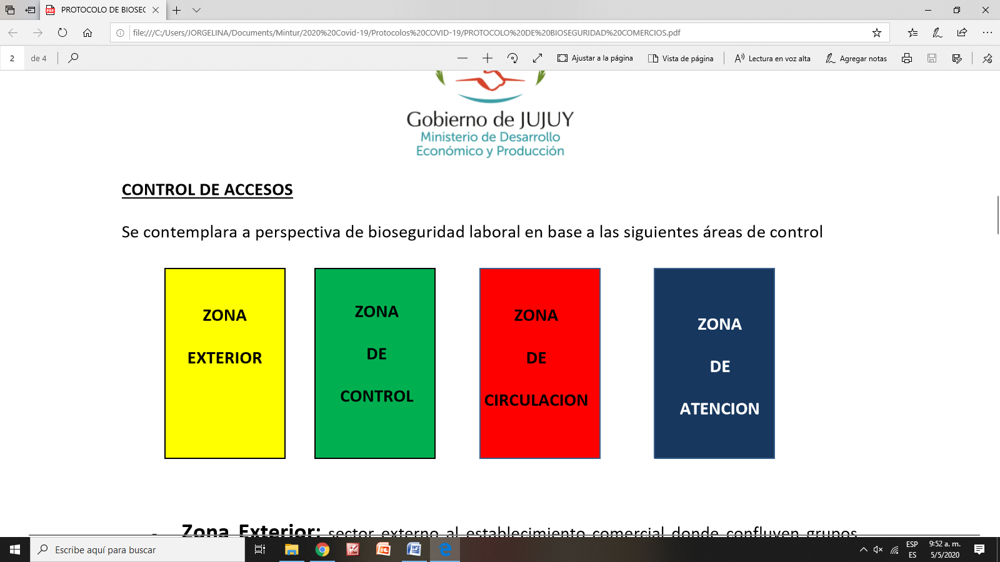 PROTOCOLO DE BIOSEG
file:///C:/Users/JORGELINA/Documents/Mintur/2020%20Covid-19/Protocolos%20COVID-19/PROTOCOLO%20DE%20BIOSEGURIDAD%20COMERCIOS.pdf
2 de 4
Ajustar a la página
Vista de página
Lectura en voz alta
Agregar notas
Gobierno de JUJUY
Ministerio de Desarrollo
Económico y Producción
CONTROL DE ACCESOS
Se contemplara a perspectiva de bioseguridad laboral en base a las siguientes áreas de control
ZONA
EXTERIOR
ZONA
DE
CONTROL
ZONA
DE
CIRCULACION
ZONA
DE
ATENCION
- Zona Exterior: sector externo al establecimiento comercial donde confluyen grupos
Escribe aquí para buscar
ESP
ES
9:52 a. m.
5/5/2020